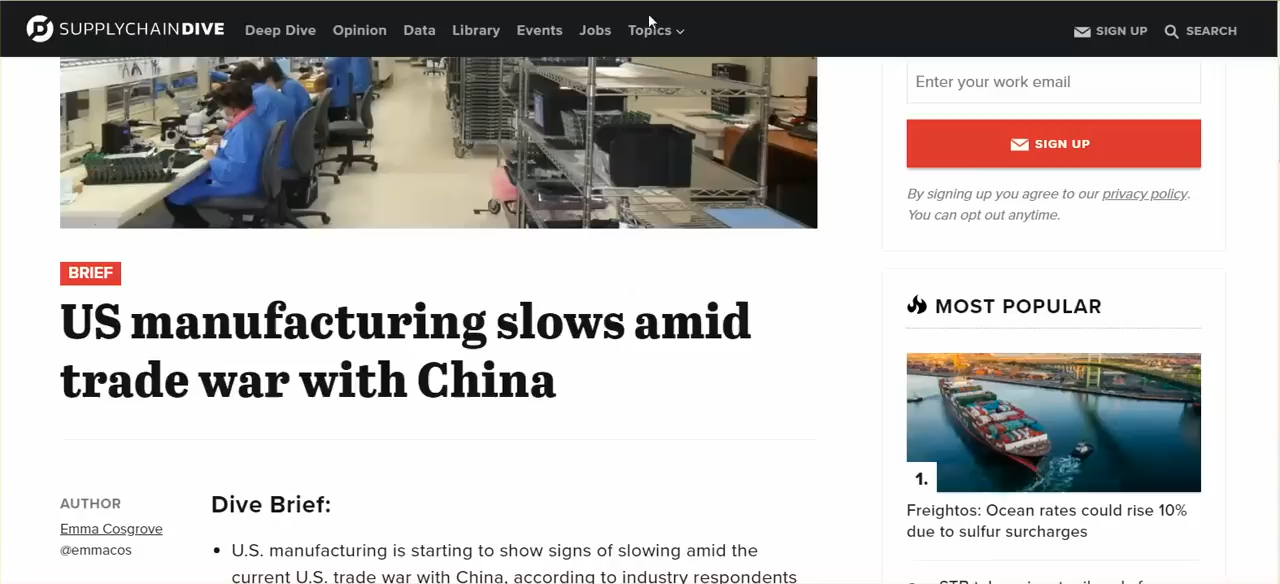 SUPPLYCHAINDIVE Deep Dive Opinion Data Library Events Jobs Topics SIGN UP SEARCH
Enter your work email
SIGN UP
By signing up you agree to our privacy policy.
You can opt out anytime.
BRIEF
US manufacturing slows amid
trade war with China
AUTHOR
Emma Cosgrove
@emmacos
Dive Brief:
• U.S. manufacturing is starting to show signs of slowing amid the
current U.S. trade war with China, according to industry respondents
MOST POPULAR
1.
Freightos: Ocean rates could rise 10%
due to sulfur surcharges